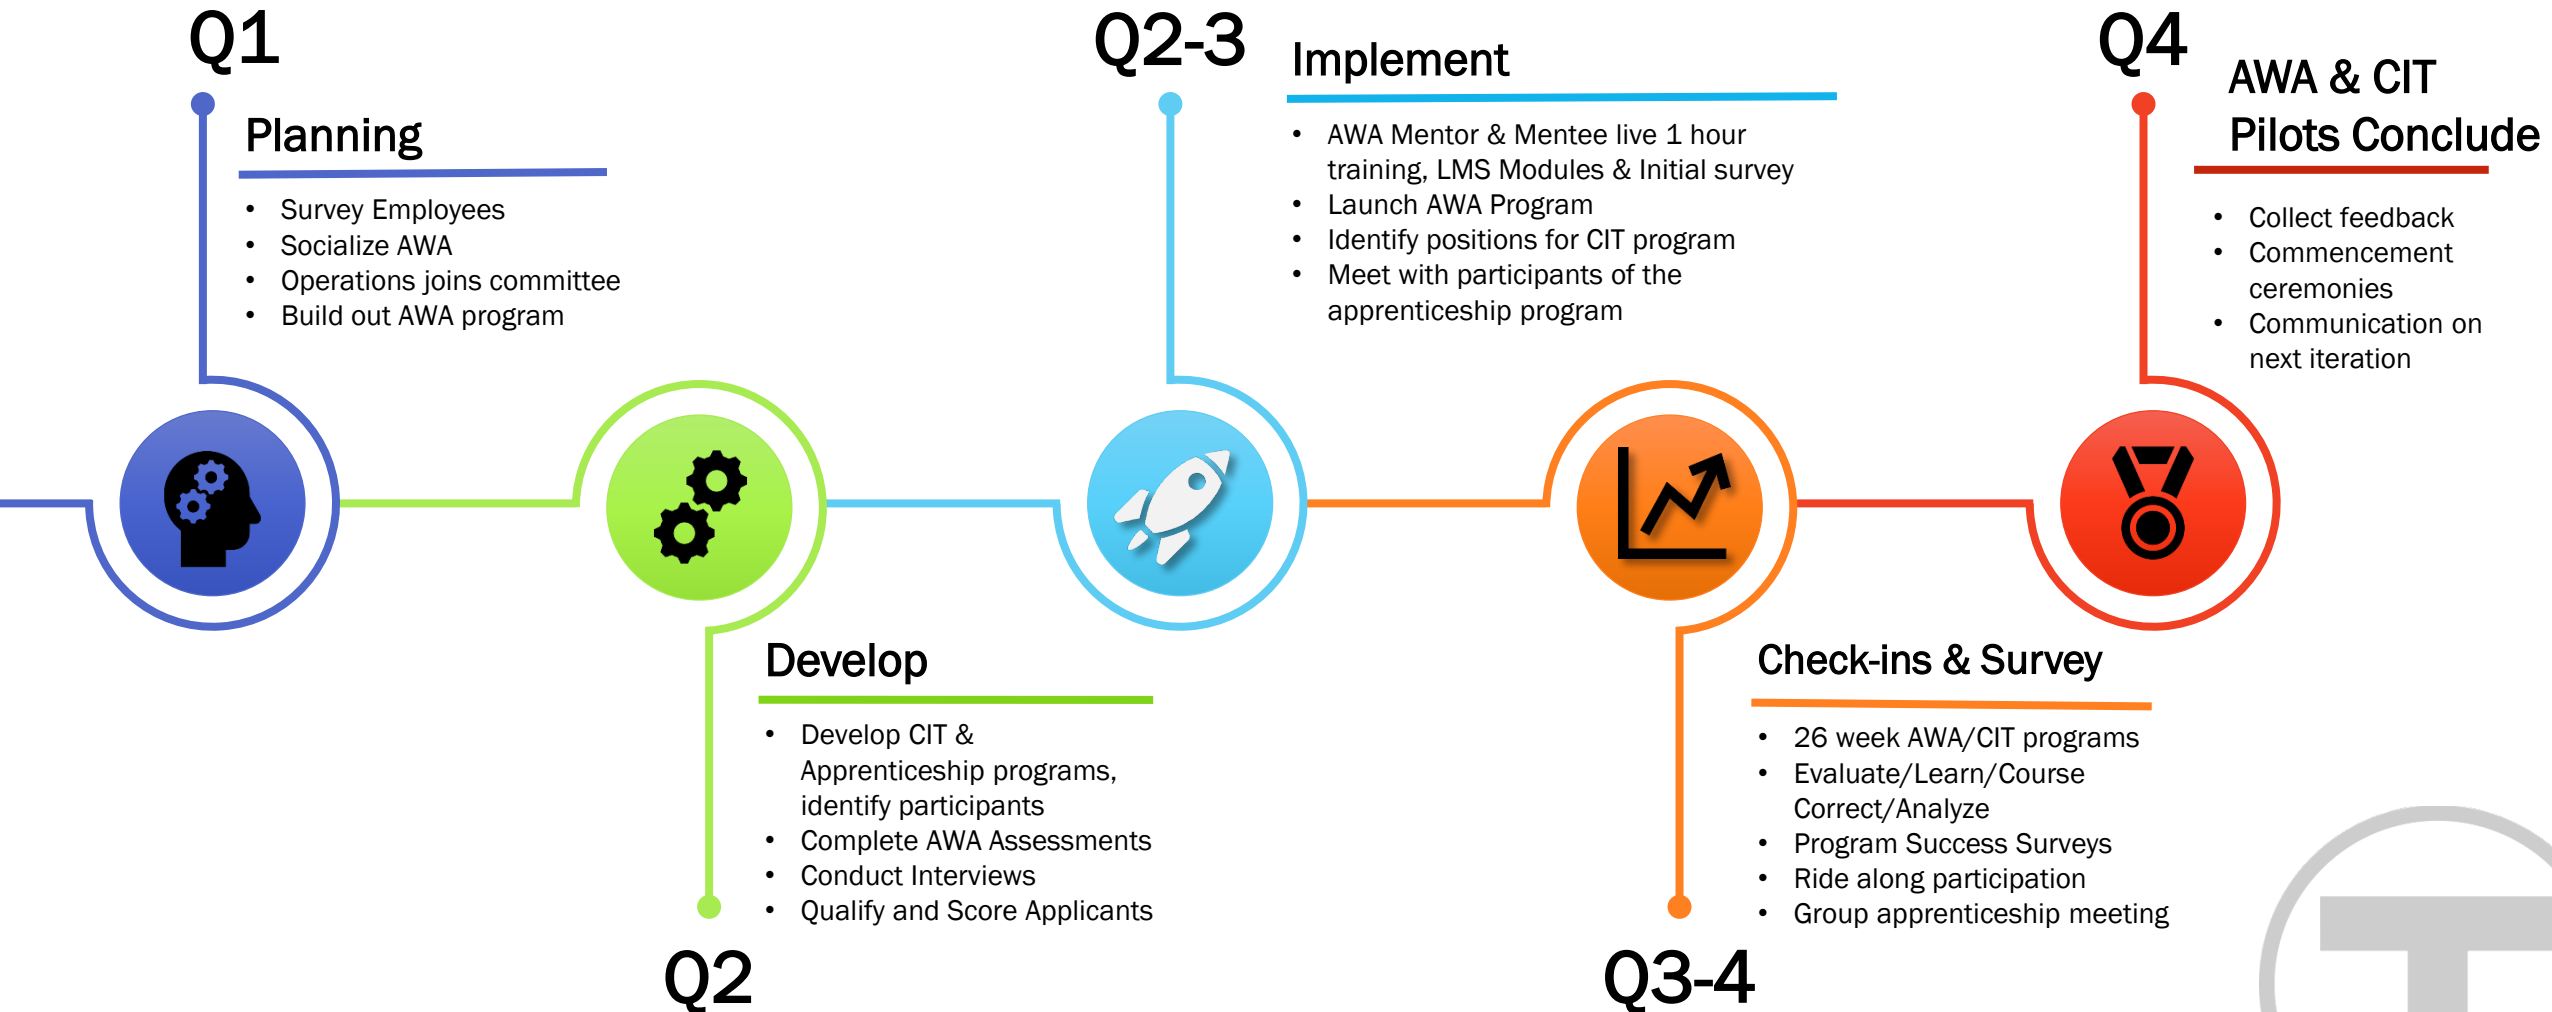 Q1
Planning
• Survey Employees
• Socialize AWA
• Operations joins committee
• Build out AWA program
Q2
Develop
• Develop CIT &
Apprenticeship programs,
identify participants
• Complete AWA Assessments
• Conduct Interviews
• Qualify and Score Applicants
Q2-3
Implement
• AWA Mentor & Mentee live 1 hour
training, LMS Modules & Initial survey
• Launch AWA Program
• Identify positions for CIT program
• Meet with participants of the
apprenticeship program
Q3-4
Check-ins & Survey
• 26 week AWA/CIT programs
• Evaluate/Learn/Course
Correct/Analyze
• Program Success Surveys
• Ride along participation
• Group apprenticeship meeting
Q4
AWA & CIT
Pilots Conclude
• Collect feedback
• Commencement
ceremonies
• Communication on
next iteration
T